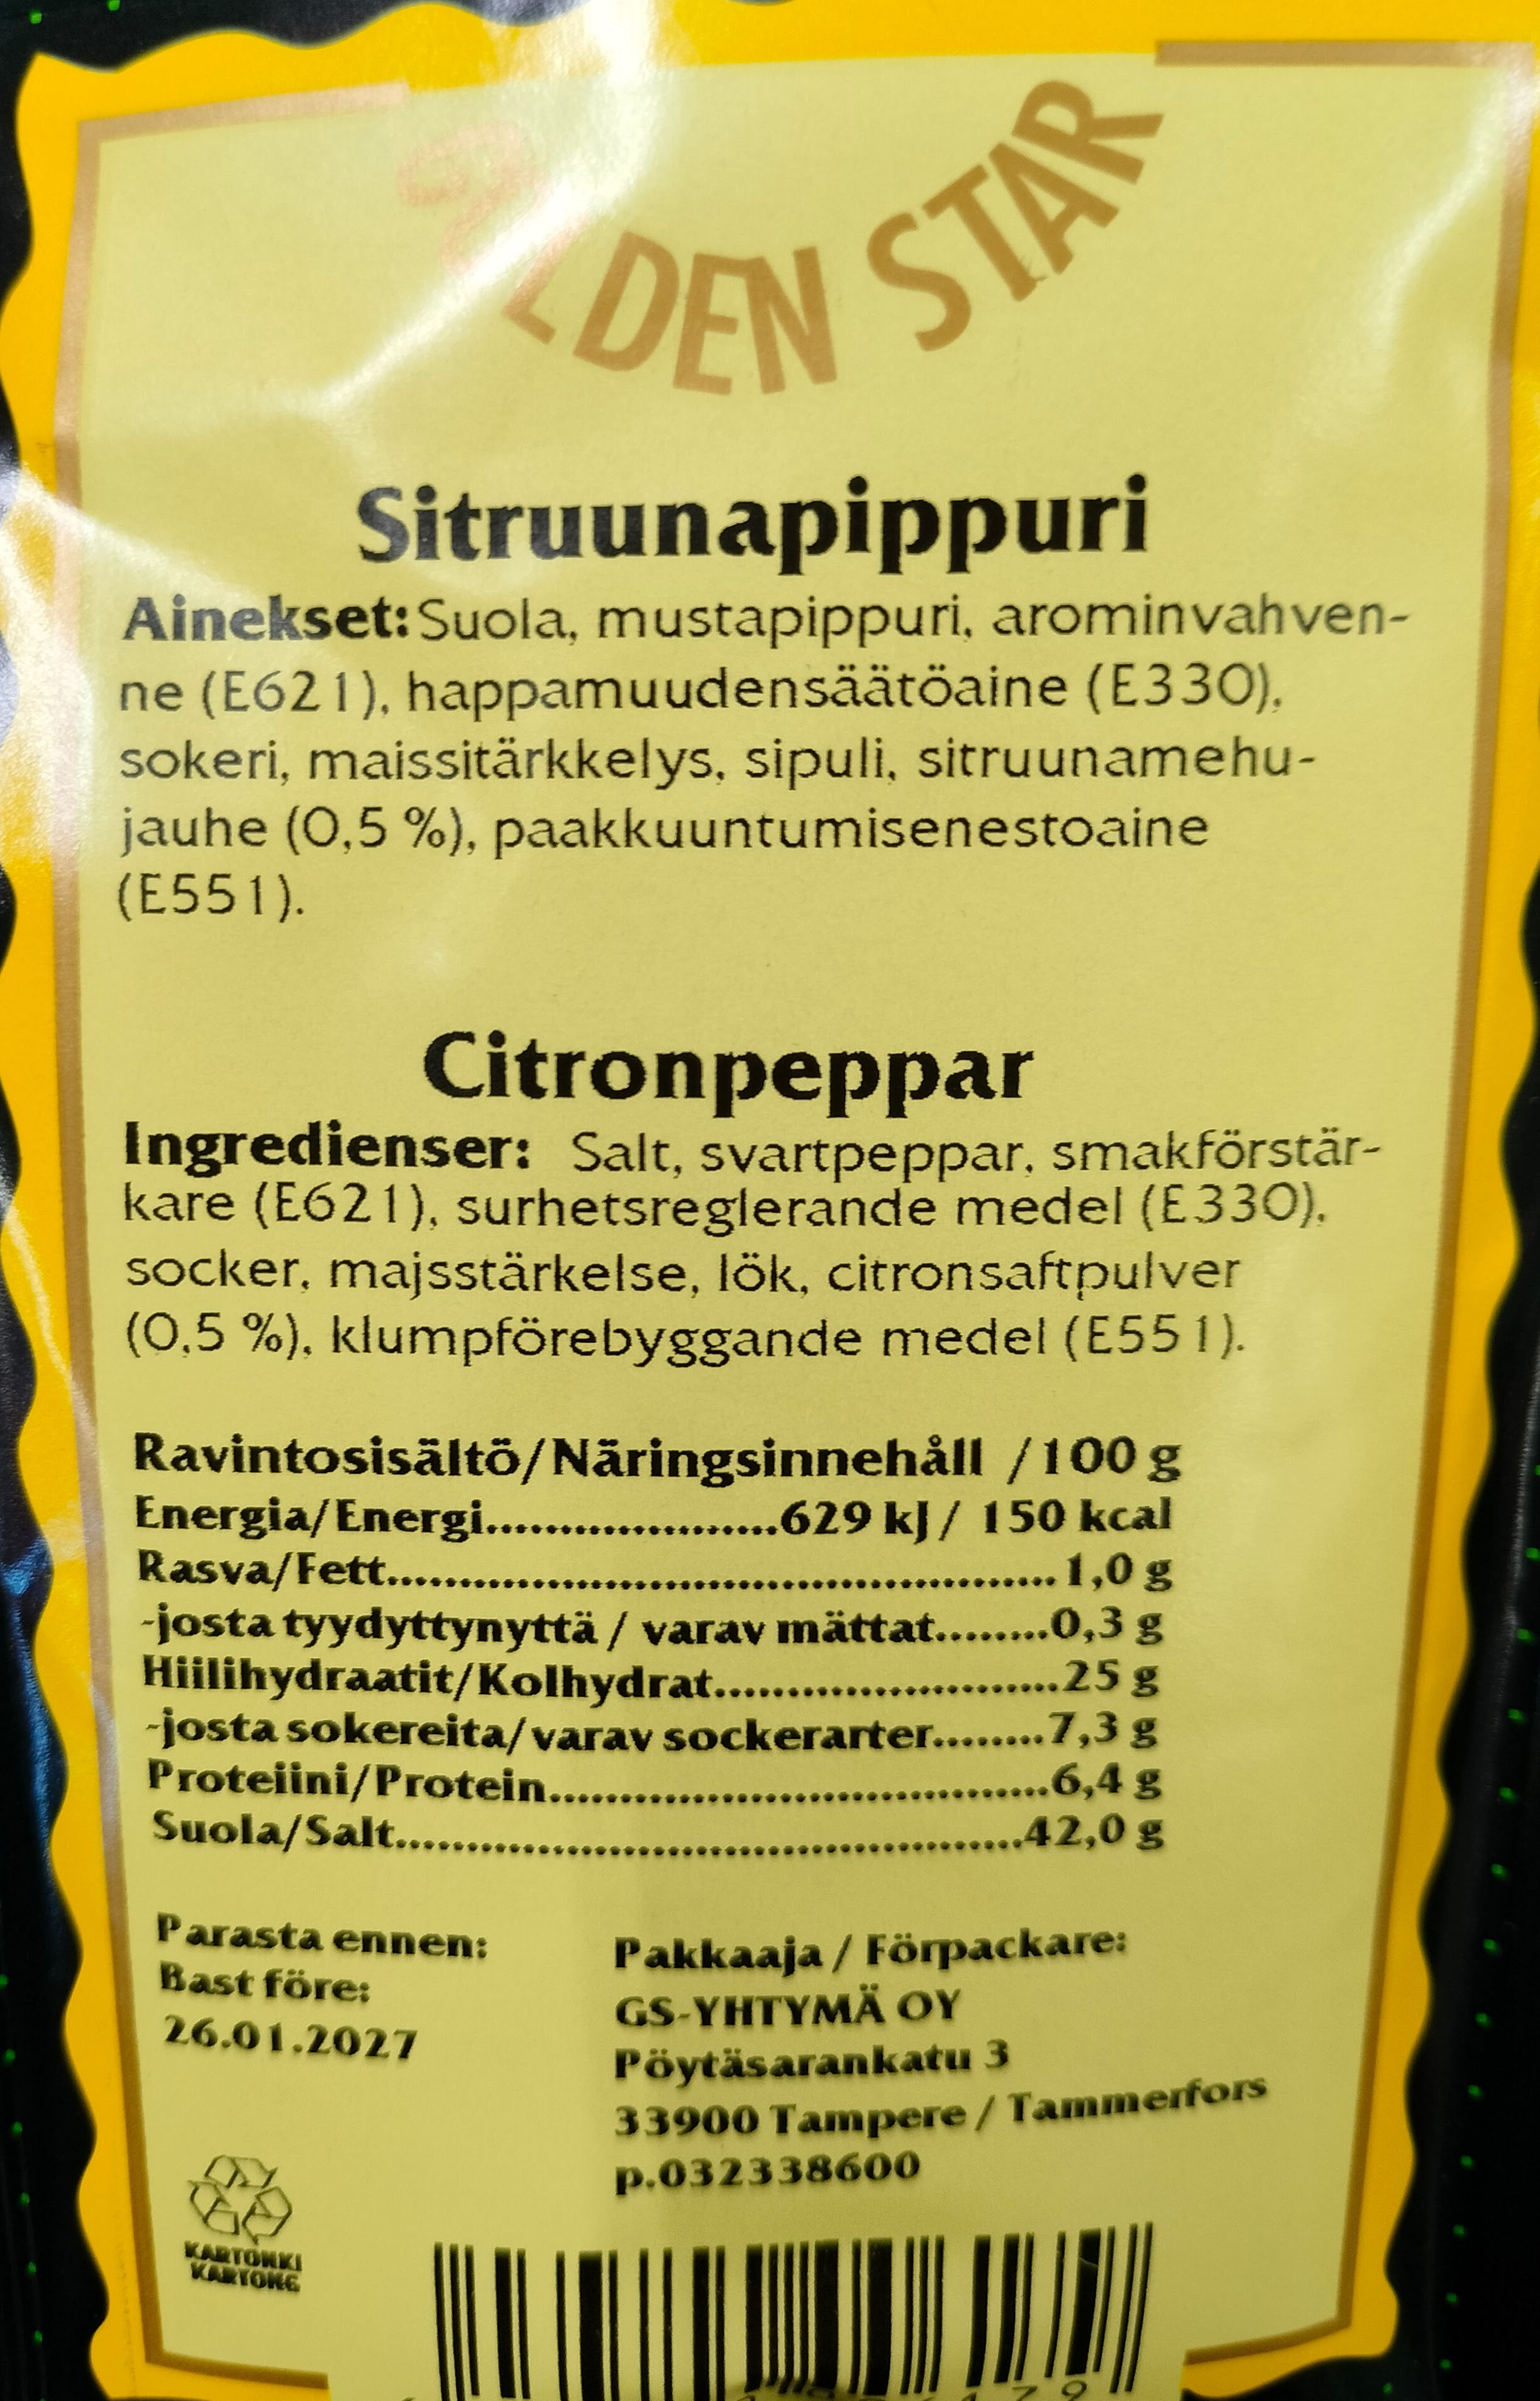 DEN STAR
Sitruunapippuri
Ainekset: Suola, mustapippuri, arominvahven-
ne (E621), happamuudensäätöaine (E330),
sokeri, maissitärkkelys, sipuli, sitruunamehu-
jauhe (0,5 %), paakkuuntumisenestoaine
(E551).
Citronpeppar
Ingredienser: Salt, svartpeppar, smakförstär-
kare (E621), surhetsreglerande medel (E330),
socker, majsstärkelse, lök, citronsaftpulver
(0,5 %), klumpförebyggande medel (E551).
Ravintosisältö/Näringsinnehåll /100 g
Energia/Energi....................629 kJ / 150 kcal
Rasva/Fett..............................................1,0 g
-josta tyydyttynyttä / varav mättat........0,3 g
Hiilihydraatit/Kolhydrat........................25 g
-josta sokereita/varav sockerarter........7,3 g
Proteiini/Protein...................................6,4 g
Suola/Salt............................................42,0 g
Parasta ennen:
Bast före:
26.01.2027
Pakkaaja / Förpackare:
GS-YHTYMÄ OY
Pöytäsarankatu 3
33900 Tampere / Tammerfors
p.032338600
KARTONKI
KARTONG